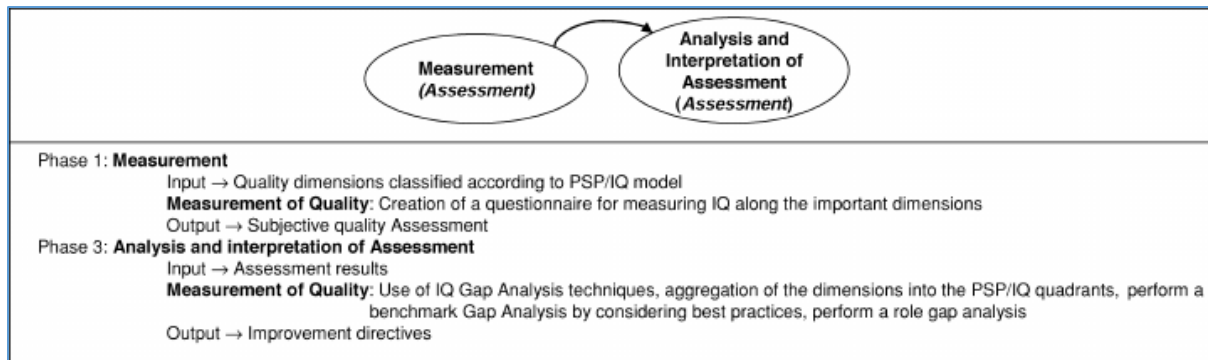 Measurement
(Assessment)
Analysis and
Interpretation of
Assessment
(Assessment)
Phase 1: Measurement
Input → Quality dimensions classified according to PSP/IQ model
Measurement of Quality: Creation of a questionnaire for measuring IQ along the important dimensions
Output → Subjective quality Assessment
Phase 3: Analysis and interpretation of Assessment
Input → Assessment results
Measurement of Quality: Use of IQ Gap Analysis techniques, aggregation of the dimensions into the PSP/IQ quadrants, perform a
benchmark Gap Analysis by considering best practices, perform a role gap analysis
Output → Improvement directives